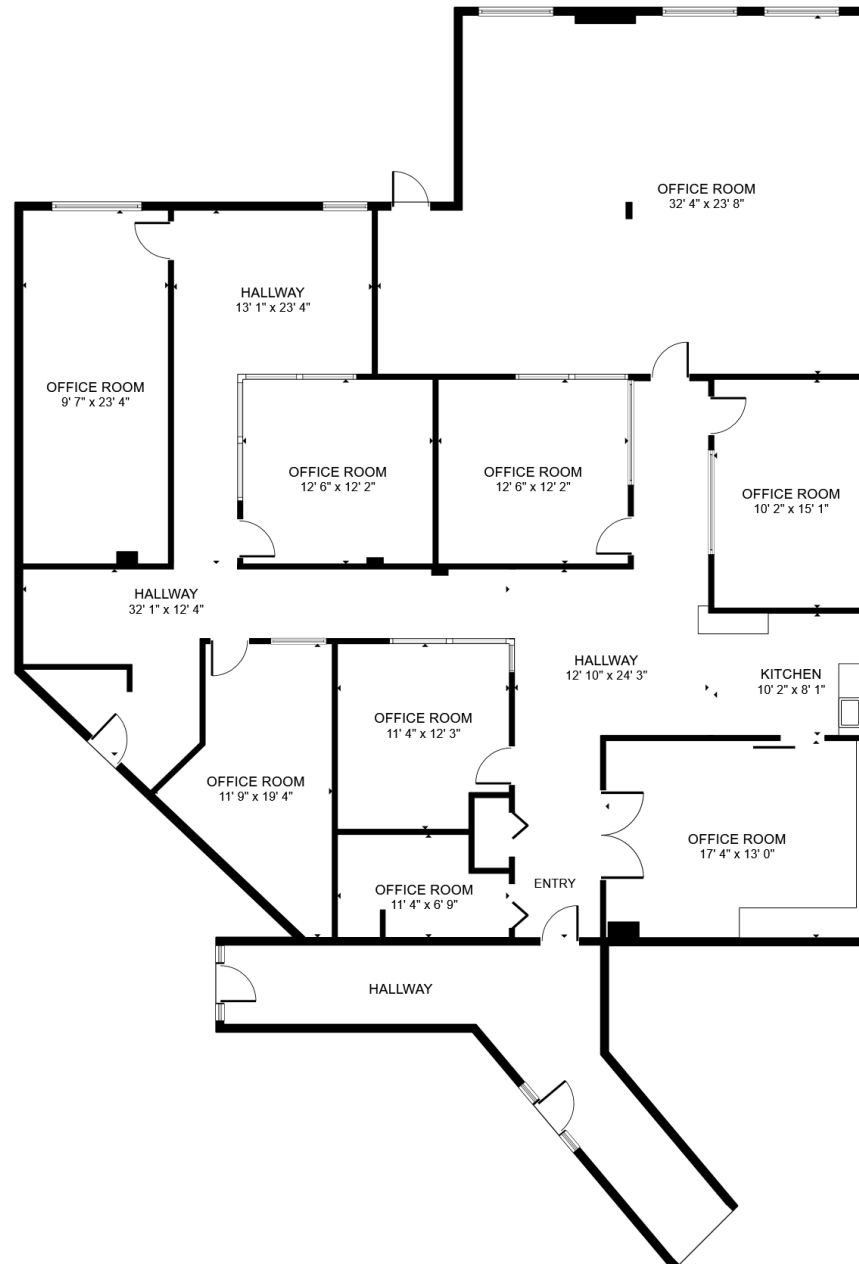 OFFICE ROOM
32' 4" x 23' 8"
HALLWAY
13' 1" x 23' 4"
OFFICE ROOM
9' 7" x 23' 4"
OFFICE ROOM
12' 6" x 12' 2"
OFFICE ROOM
12' 6" x 12' 2"
OFFICE ROOM
10' 2" x 15' 1"
HALLWAY
32' 1" x 12' 4"
HALLWAY
12' 10" x 24' 3"
KITCHEN
10' 2" x 8' 1"
OFFICE ROOM
11' 4" x 12' 3"
OFFICE ROOM
11' 9" x 19' 4"
OFFICE ROOM
17' 4" x 13' 0"
OFFICE ROOM
11' 4" x 6' 9"
ENTRY
HALLWAY